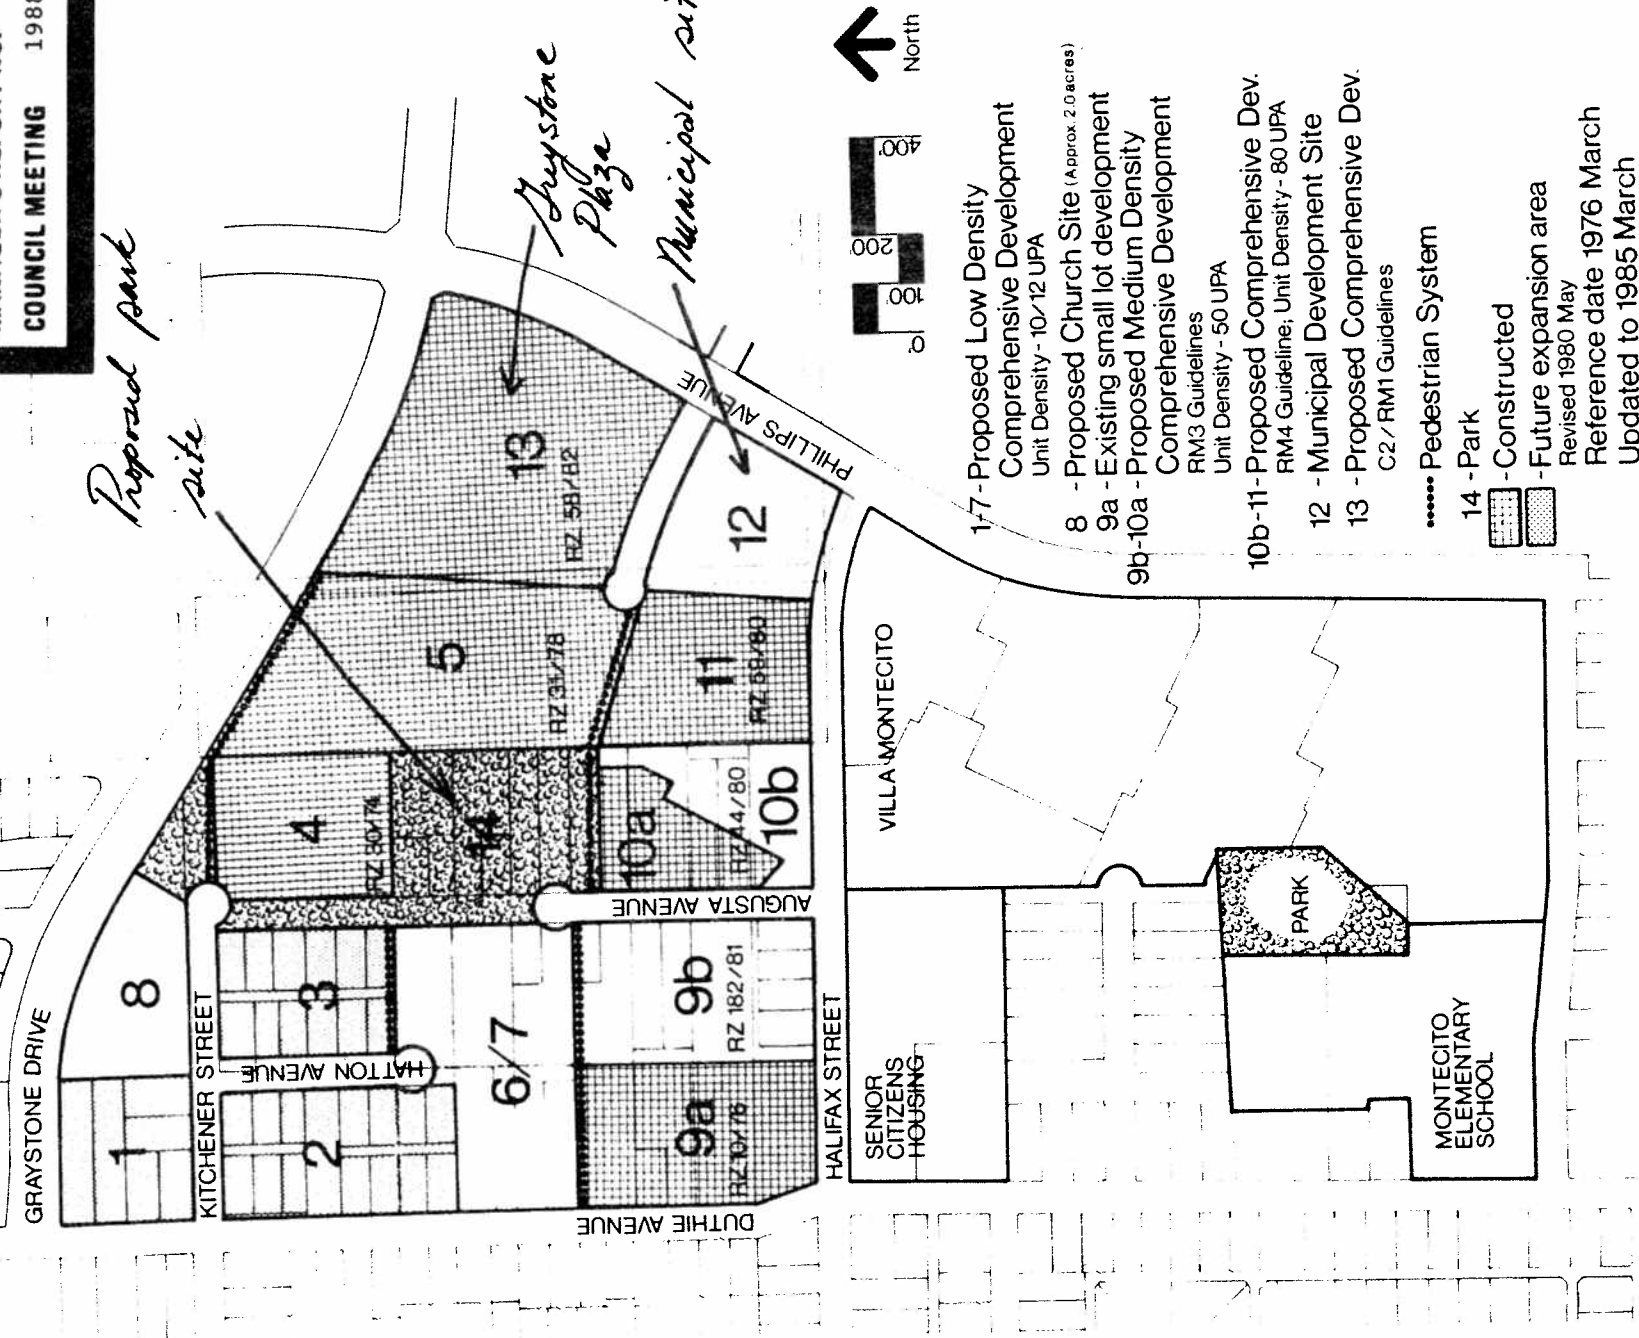 COUNCIL MEETING 1988
Proposed park
site
Greystone
Plaza
Municipal
North
0'
100'
200'
400'
GRAYSTONE DRIVE
KITCHENER STREET
HATTON AVENUE
AUGUSTA AVENUE
DUTHIE AVENUE
HALIFAX STREET
PHILLIPS AVENUE
1
2
3
4
RZ 30/74
5
RZ 31/78
6/7
8
9a
RZ 10/76
9b
RZ 182/81
10a
RZ 44/80
10b
11
RZ 59/80
12
13
RZ 58/82
14
SENIOR
CITIZENS
HOUSING
VILLA MONTECITO
PARK
MONTECITO
ELEMENTARY
SCHOOL
1-7 - Proposed Low Density
Comprehensive Development
Unit Density - 10/12 UPA
8 - Proposed Church Site (Approx. 2.0 acres)
9a - Existing small lot development
9b-10a - Proposed Medium Density
Comprehensive Development
RM3 Guidelines
Unit Density - 50 UPA
10b-11 - Proposed Comprehensive Dev.
RM4 Guideline; Unit Density - 80 UPA
12 - Municipal Development Site
13 - Proposed Comprehensive Dev.
C2 / RM1 Guidelines
Pedestrian System
14 - Park
- Constructed
- Future expansion area
Revised 1980 May
Reference date 1976 March
Updated to 1985 March